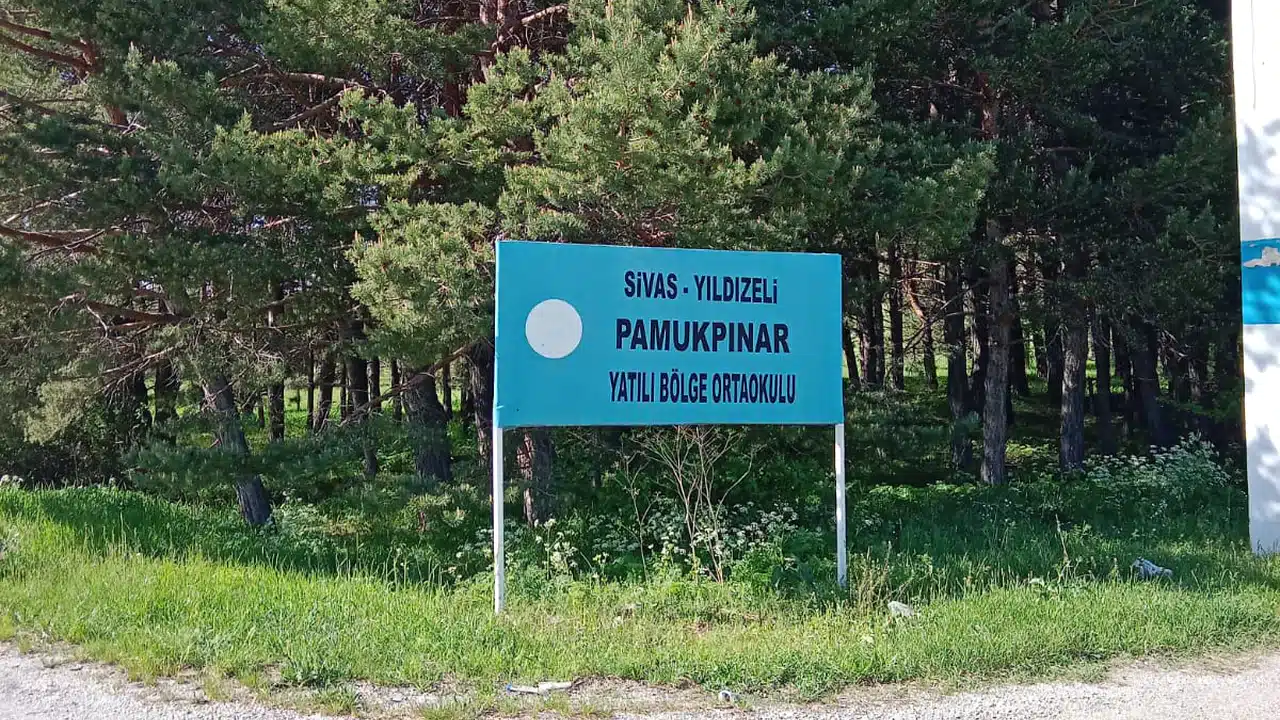 SİVAS - YILDIZELİ
PAMUKPINAR
YATILI BÖLGE ORTAOKULU